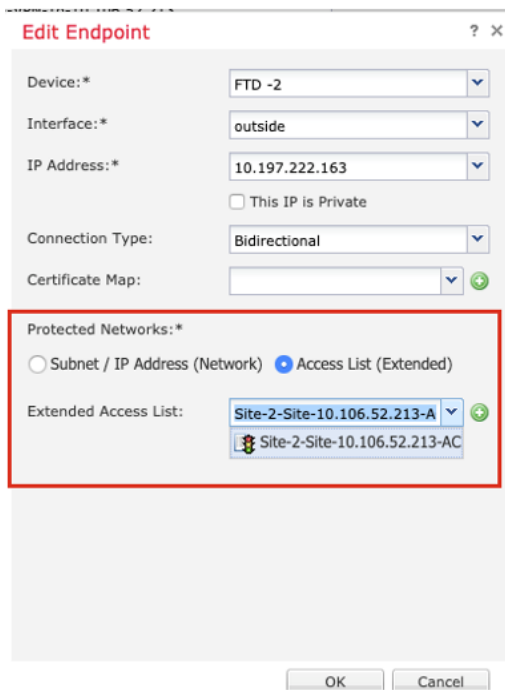 Edit Endpoint ? ×
Device:* FTD -2
Interface:* outside
IP Address:* 10.197.222.163
This IP is Private
Connection Type: Bidirectional
Certificate Map:
Protected Networks:*
Subnet / IP Address (Network) Access List (Extended)
Extended Access List: Site-2-Site-10.106.52.213-A
Site-2-Site-10.106.52.213-AC
OK Cancel